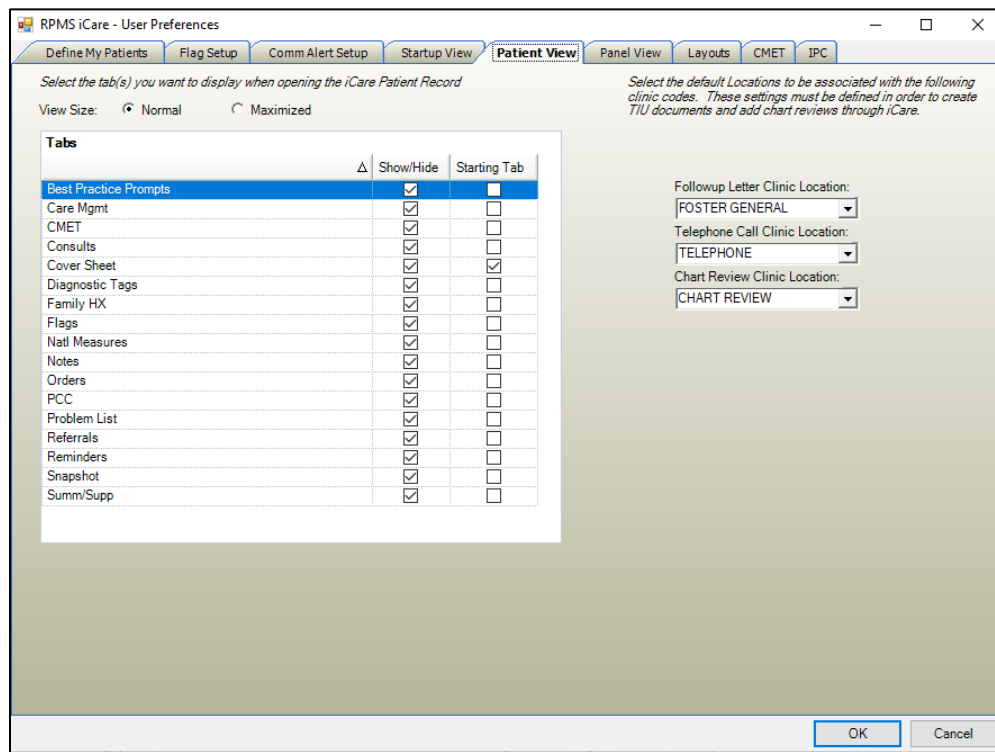 RPMS iCare - User Preferences
Define My Patients Flag Setup Comm Alert Setup Startup View Patient View Panel View Layouts CMET IPC
Select the tab(s) you want to display when opening the iCare Patient Record
View Size: Normal Maximized
Tabs
Show/Hide Starting Tab
Best Practice Prompts
Care Mgmt
CMET
Consults
Cover Sheet
Diagnostic Tags
Family HX
Flags
Natl Measures
Notes
Orders
PCC
Problem List
Referrals
Reminders
Snapshot
Summ/Supp
Select the default Locations to be associated with the following
clinic codes. These settings must be defined in order to create
TIU documents and add chart reviews through iCare.
Followup Letter Clinic Location:
FOSTER GENERAL
Telephone Call Clinic Location:
TELEPHONE
Chart Review Clinic Location:
CHART REVIEW
OK Cancel